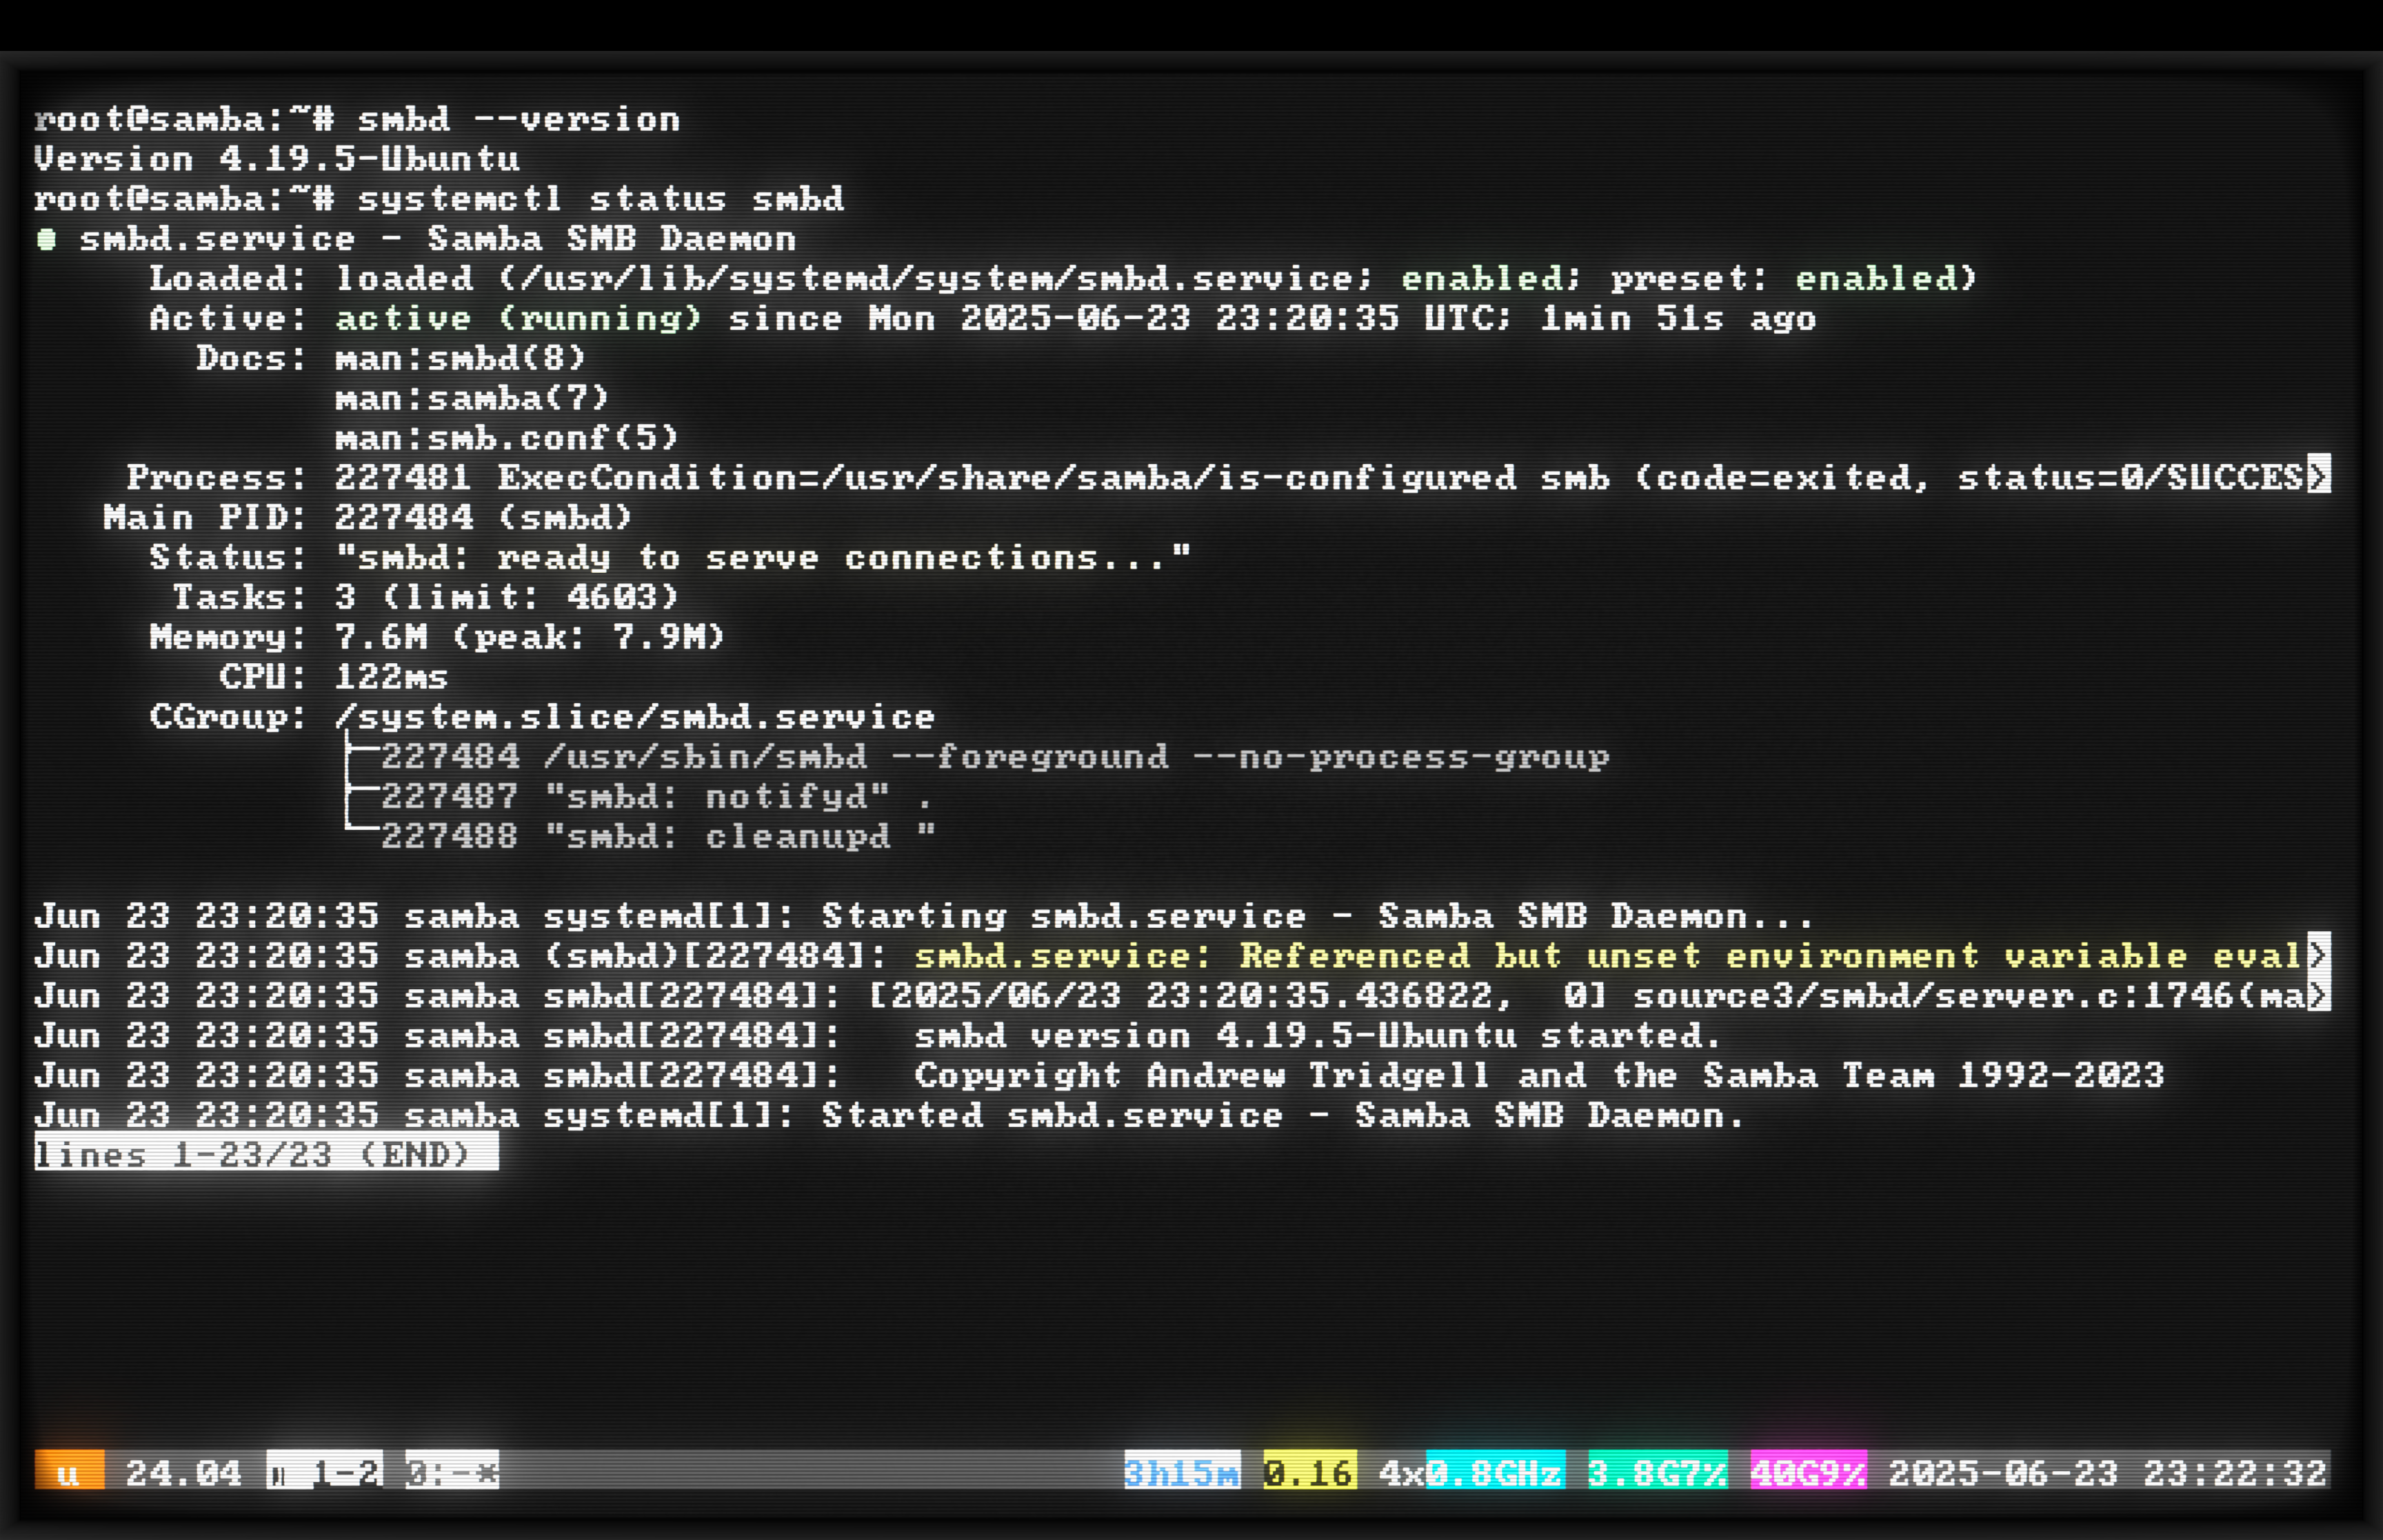 root@samba:~# smbd --version
Version 4.19.5-Ubuntu
root@samba:~# systemctl status smbd
● smbd.service - Samba SMB Daemon
     Loaded: loaded (/usr/lib/systemd/system/smbd.service; enabled; preset: enabled)
     Active: active (running) since Mon 2025-06-23 23:20:35 UTC; 1min 51s ago
       Docs: man:smbd(8)
             man:samba(7)
             man:smb.conf(5)
    Process: 227481 ExecCondition=/usr/share/samba/is-configured smb (code=exited, status=0/SUCCES>
   Main PID: 227484 (smbd)
     Status: "smbd: ready to serve connections..."
      Tasks: 3 (limit: 4603)
     Memory: 7.6M (peak: 7.9M)
        CPU: 122ms
     CGroup: /system.slice/smbd.service
             ├─227484 /usr/sbin/smbd --foreground --no-process-group
             ├─227487 "smbd: notifyd" .
             └─227488 "smbd: cleanupd "
Jun 23 23:20:35 samba systemd[1]: Starting smbd.service - Samba SMB Daemon...
Jun 23 23:20:35 samba (smbd)[227484]: smbd.service: Referenced but unset environment variable eval>
Jun 23 23:20:35 samba smbd[227484]: [2025/06/23 23:20:35.436822,  0] source3/smbd/server.c:1746(ma>
Jun 23 23:20:35 samba smbd[227484]:   smbd version 4.19.5-Ubuntu started.
Jun 23 23:20:35 samba smbd[227484]:   Copyright Andrew Tridgell and the Samba Team 1992-2023
Jun 23 23:20:35 samba systemd[1]: Started smbd.service - Samba SMB Daemon.
lines 1-23/23 (END)
u 24.04 1-2 0:-* 3h15m 0.16 4x0.8GHz 3.8G7% 40G9% 2025-06-23 23:22:32